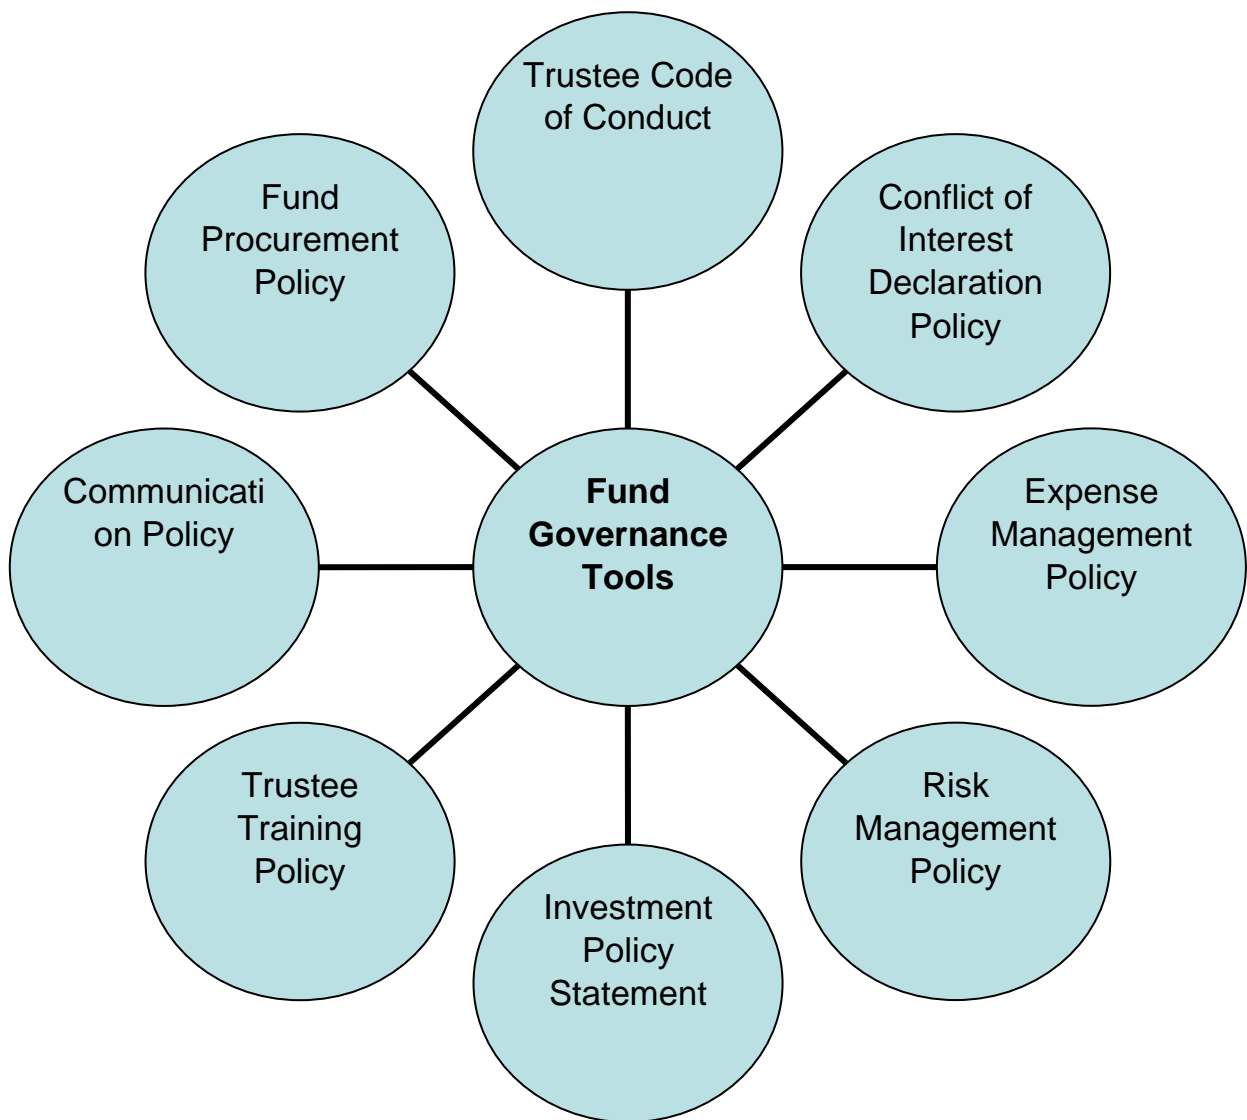 Trustee Code
of Conduct
Fund
Procurement
Policy
Conflict of
Interest
Declaration
Policy
Communicati
on Policy
Fund
Governance
Tools
Expense
Management
Policy
Trustee
Training
Policy
Risk
Management
Policy
Investment
Policy
Statement